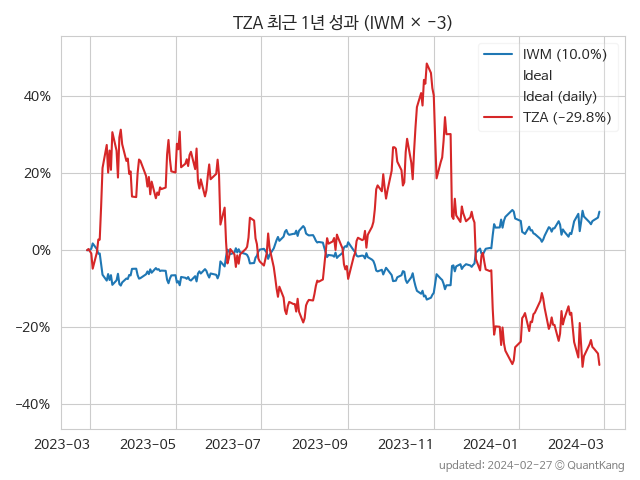 TZA 최근 1년 성과 (IWM × −3)
IWM (10.0%)
Ideal
Ideal (daily)
TZA (−29.8%)
40%
20%
0%
−20%
−40%
2023-03 2023-05 2023-07 2023-09 2023-11 2024-01 2024-03
updated: 2024-02-27 © QuantKang